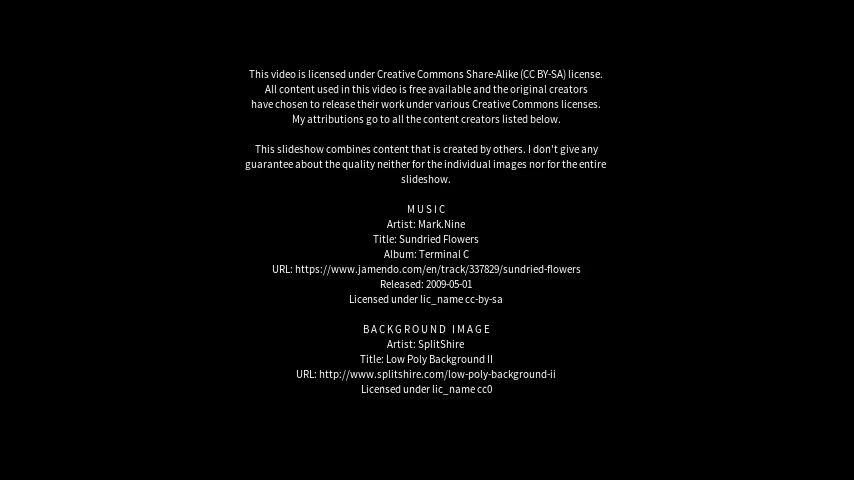 This video is licensed under Creative Commons Share-Alike (CC BY-SA) license.
All content used in this video is free available and the original creators
have chosen to release their work under various Creative Commons licenses.
My attributions go to all the content creators listed below.
This slideshow combines content that is created by others. I don't give any
guarantee about the quality neither for the individual images nor for the entire
slideshow.
MUSIC
Artist: Mark.Nine
Title: Sundried Flowers
Album: Terminal C
URL: https://www.jamendo.com/en/track/337829/sundried-flowers
Released: 2009-05-01
Licensed under lic_name cc-by-sa
BACKGROUND IMAGE
Artist: SplitShire
Title: Low Poly Background II
URL: http://www.splitshire.com/low-poly-background-ii
Licensed under lic_name cc0